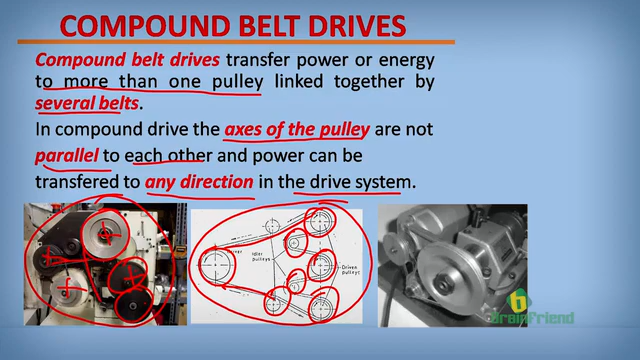 COMPOUND BELT DRIVES
Compound belt drives transfer power or energy
to more than one pulley linked together by
several belts.
In compound drive the axes of the pulley are not
parallel to each other and power can be
transfered to any direction in the drive system.
Idler
pulleys
Driven
pulleys
Brainfriend